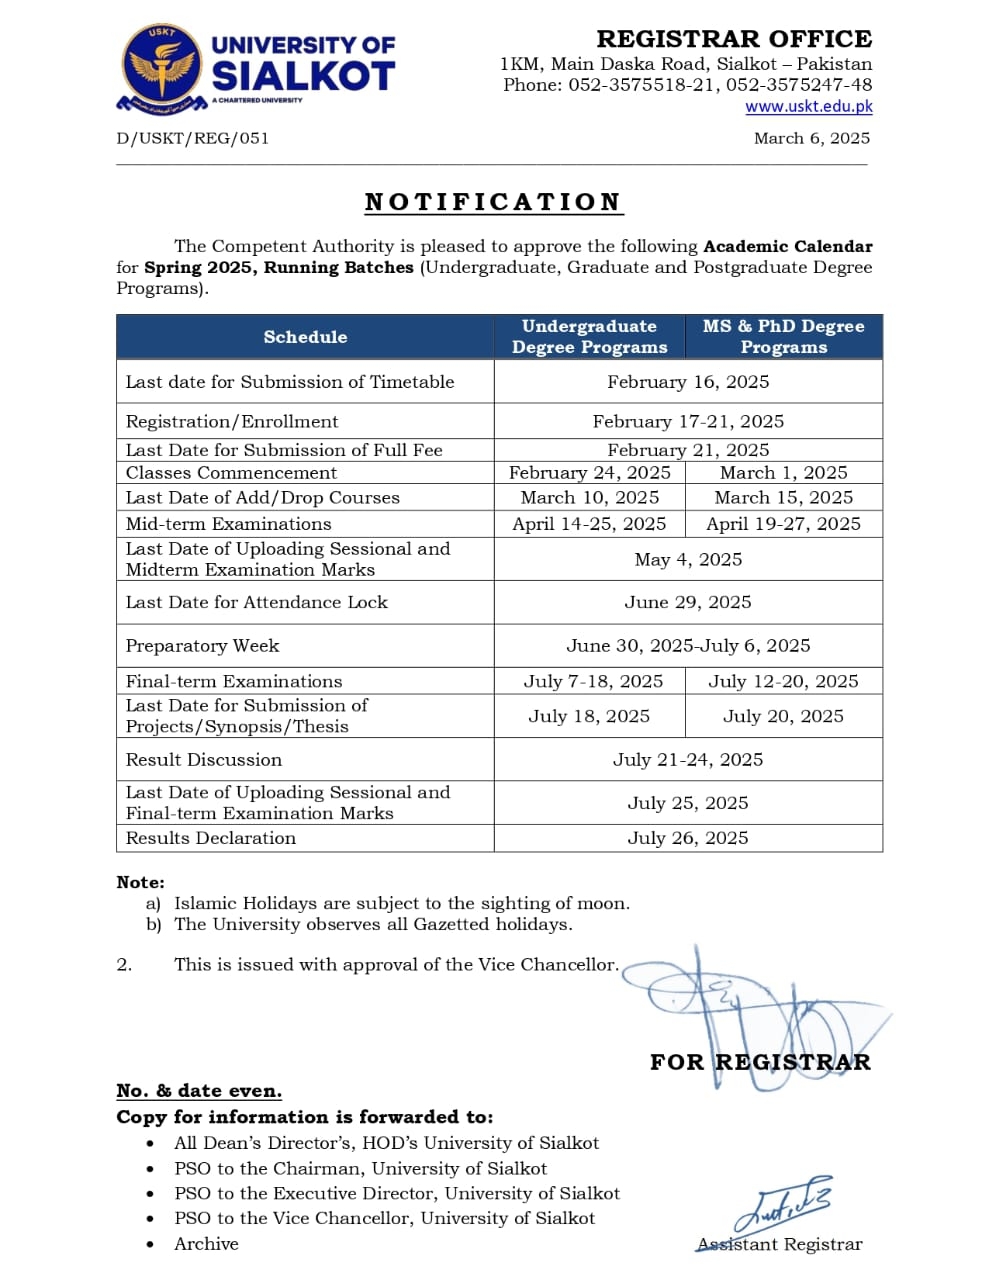 USKT
UNIVERSITY OF
SIALKOT
A CHARTERED UNIVERSITY
REGISTRAR OFFICE
1KM, Main Daska Road, Sialkot – Pakistan
Phone: 052-3575518-21, 052-3575247-48
www.uskt.edu.pk
D/USKT/REG/051 March 6, 2025
NOTIFICATION
The Competent Authority is pleased to approve the following Academic Calendar
for Spring 2025, Running Batches (Undergraduate, Graduate and Postgraduate Degree
Programs).
Schedule Undergraduate Degree Programs MS & PhD Degree Programs
Last date for Submission of Timetable February 16, 2025
Registration/Enrollment February 17-21, 2025
Last Date for Submission of Full Fee February 21, 2025
Classes Commencement February 24, 2025 March 1, 2025
Last Date of Add/Drop Courses March 10, 2025 March 15, 2025
Mid-term Examinations April 14-25, 2025 April 19-27, 2025
Last Date of Uploading Sessional and
Midterm Examination Marks May 4, 2025
Last Date for Attendance Lock June 29, 2025
Preparatory Week June 30, 2025-July 6, 2025
Final-term Examinations July 7-18, 2025 July 12-20, 2025
Last Date for Submission of
Projects/Synopsis/Thesis July 18, 2025 July 20, 2025
Result Discussion July 21-24, 2025
Last Date of Uploading Sessional and
Final-term Examination Marks July 25, 2025
Results Declaration July 26, 2025
Note:
a) Islamic Holidays are subject to the sighting of moon.
b) The University observes all Gazetted holidays.
2. This is issued with approval of the Vice Chancellor.
FOR REGISTRAR
No. & date even.
Copy for information is forwarded to:
• All Dean's Director's, HOD's University of Sialkot
• PSO to the Chairman, University of Sialkot
• PSO to the Executive Director, University of Sialkot
• PSO to the Vice Chancellor, University of Sialkot
• Archive
Assistant Registrar